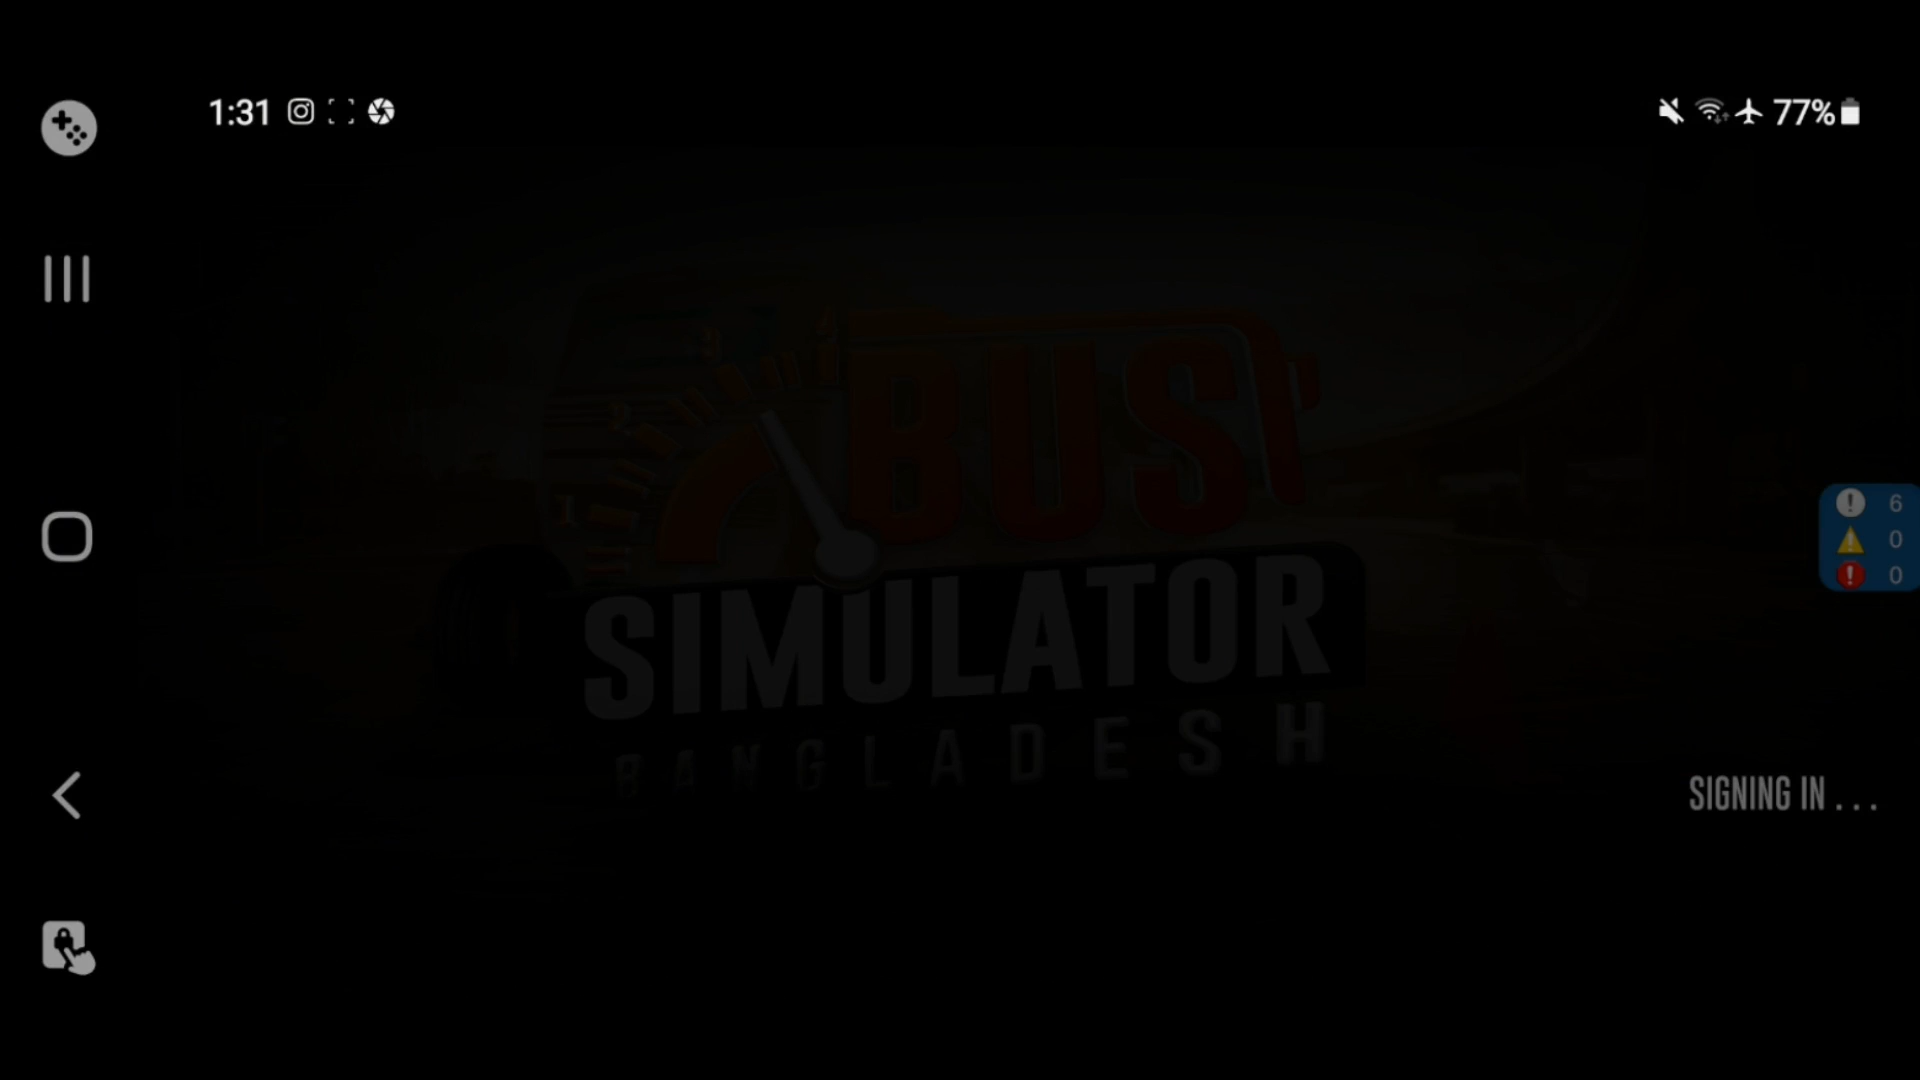 1:31
77%
6
0
0
BUS
SIMULATOR
BANGLADESH
SIGNING IN . . .